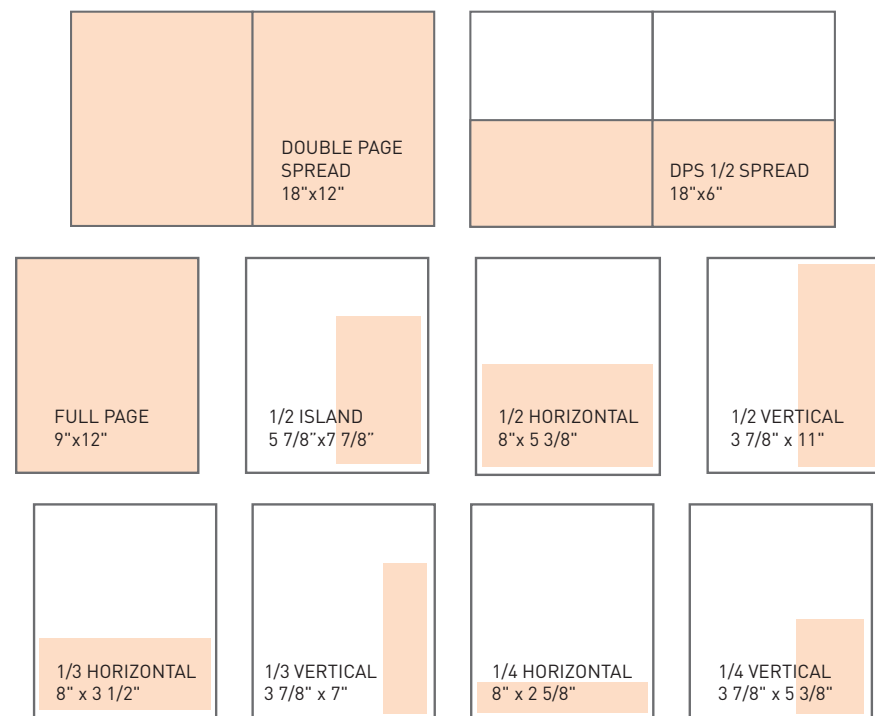 DOUBLE PAGE
SPREAD
18"x12"
DPS 1/2 SPREAD
18"x6"
FULL PAGE
9"x12"
1/2 ISLAND
5 7/8”x7 7/8”
1/2 HORIZONTAL
8"x 5 3/8"
1/2 VERTICAL
3 7/8" x 11"
1/3 HORIZONTAL
8" x 3 1/2"
1/3 VERTICAL
3 7/8" x 7"
1/4 HORIZONTAL
8" x 2 5/8"
1/4 VERTICAL
3 7/8" x 5 3/8"